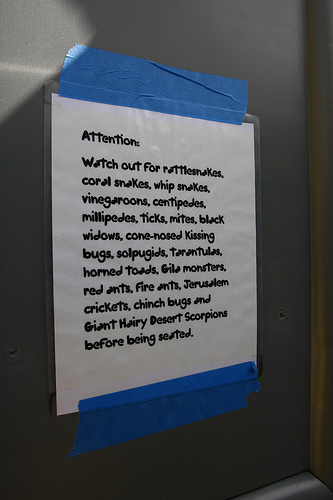 Attention:
Watch out for rattlesnakes,
coral snakes, whip snakes,
vinegaroons, centipedes,
millipedes, ticks, mites, black
widows, cone-nosed kissing
bugs, solpugids, tarantulas,
horned toads, Gila monsters,
red ants, fire ants, Jerusalem
crickets, chinch bugs and
Giant Hairy Desert Scorpions
before being seated.